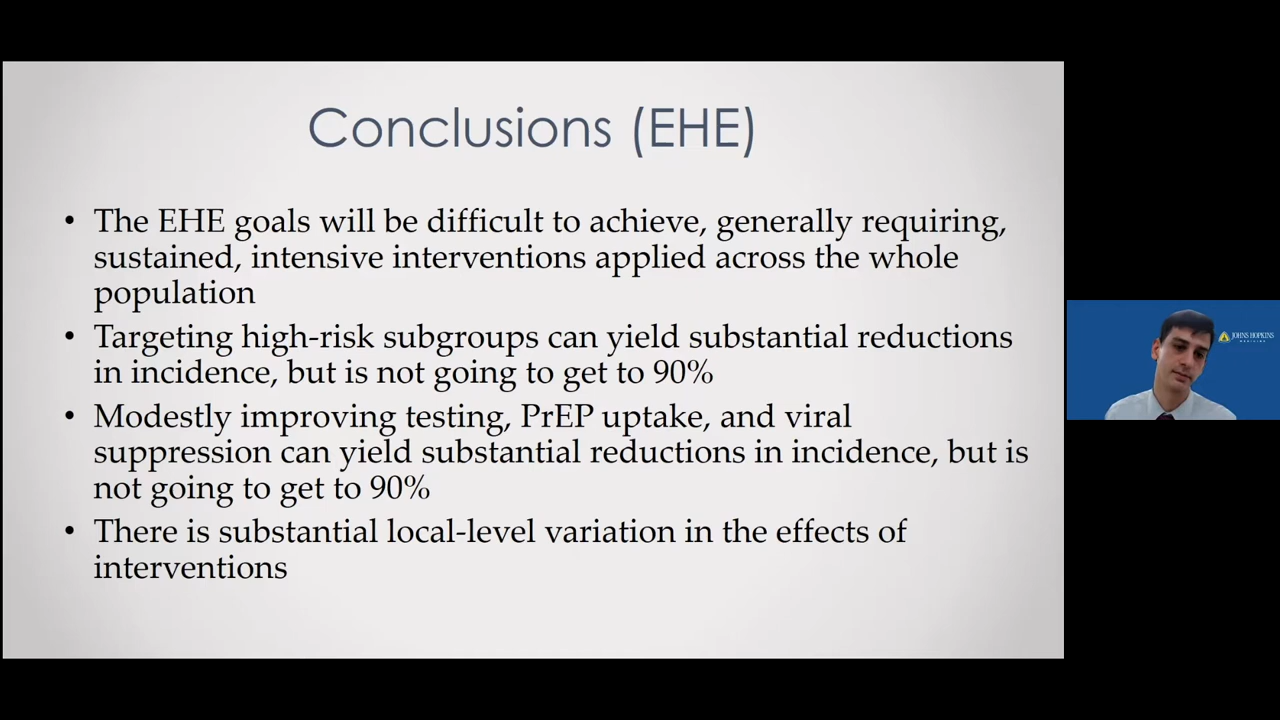 Conclusions (EHE)
• The EHE goals will be difficult to achieve, generally requiring,
sustained, intensive interventions applied across the whole
population
• Targeting high-risk subgroups can yield substantial reductions
in incidence, but is not going to get to 90%
• Modestly improving testing, PrEP uptake, and viral
suppression can yield substantial reductions in incidence, but is
not going to get to 90%
• There is substantial local-level variation in the effects of
interventions
JOHNS HOPKINS
MEDICINE